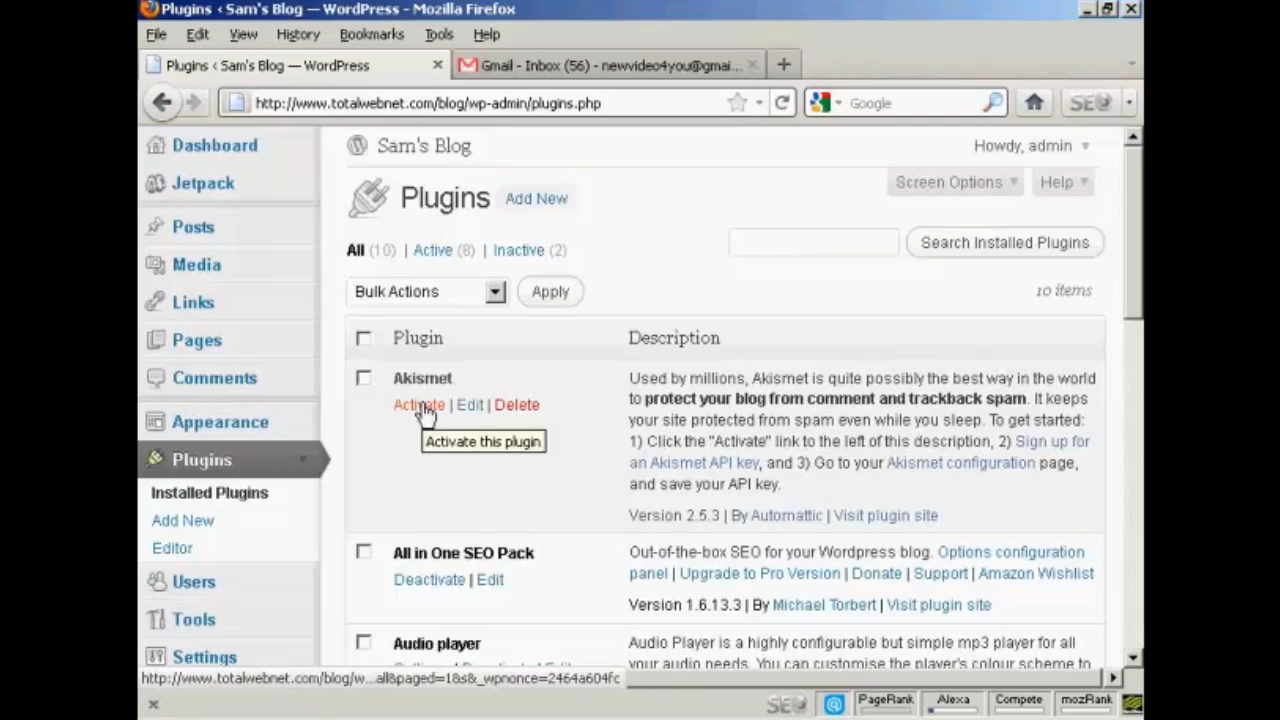 Plugins ‹ Sam's Blog — WordPress - Mozilla Firefox
File Edit View History Bookmarks Tools Help
Plugins ‹ Sam's Blog — WordPress
Gmail - Inbox (56) - newvideo4you@gmai...
http://www.totalwebnet.com/blog/wp-admin/plugins.php
Google
SEO
Dashboard
Jetpack
Posts
Media
Links
Pages
Comments
Appearance
Plugins
Installed Plugins
Add New
Editor
Users
Tools
Settings
Sam's Blog
Howdy, admin
Screen Options
Help
Plugins Add New
All (10) | Active (8) | Inactive (2)
Search Installed Plugins
Bulk Actions
Apply
10 items
Plugin
Description
Akismet
Activate | Edit | Delete
Activate this plugin
Used by millions, Akismet is quite possibly the best way in the world
to protect your blog from comment and trackback spam. It keeps
your site protected from spam even while you sleep. To get started:
1) Click the "Activate" link to the left of this description, 2) Sign up for
an Akismet API key, and 3) Go to your Akismet configuration page,
and save your API key.
Version 2.5.3 | By Automattic | Visit plugin site
All in One SEO Pack
Deactivate | Edit
Out-of-the-box SEO for your Wordpress blog. Options configuration
panel | Upgrade to Pro Version | Donate | Support | Amazon Wishlist
Version 1.6.13.3 | By Michael Torbert | Visit plugin site
Audio player
Audio Player is a highly configurable but simple mp3 player for all
your audio needs. You can customise the player's colour scheme to
http://www.totalwebnet.com/blog/w...all&paged=1&s&_wpnonce=2464a604fc
SEO
PageRank
Alexa
Compete
mozRank